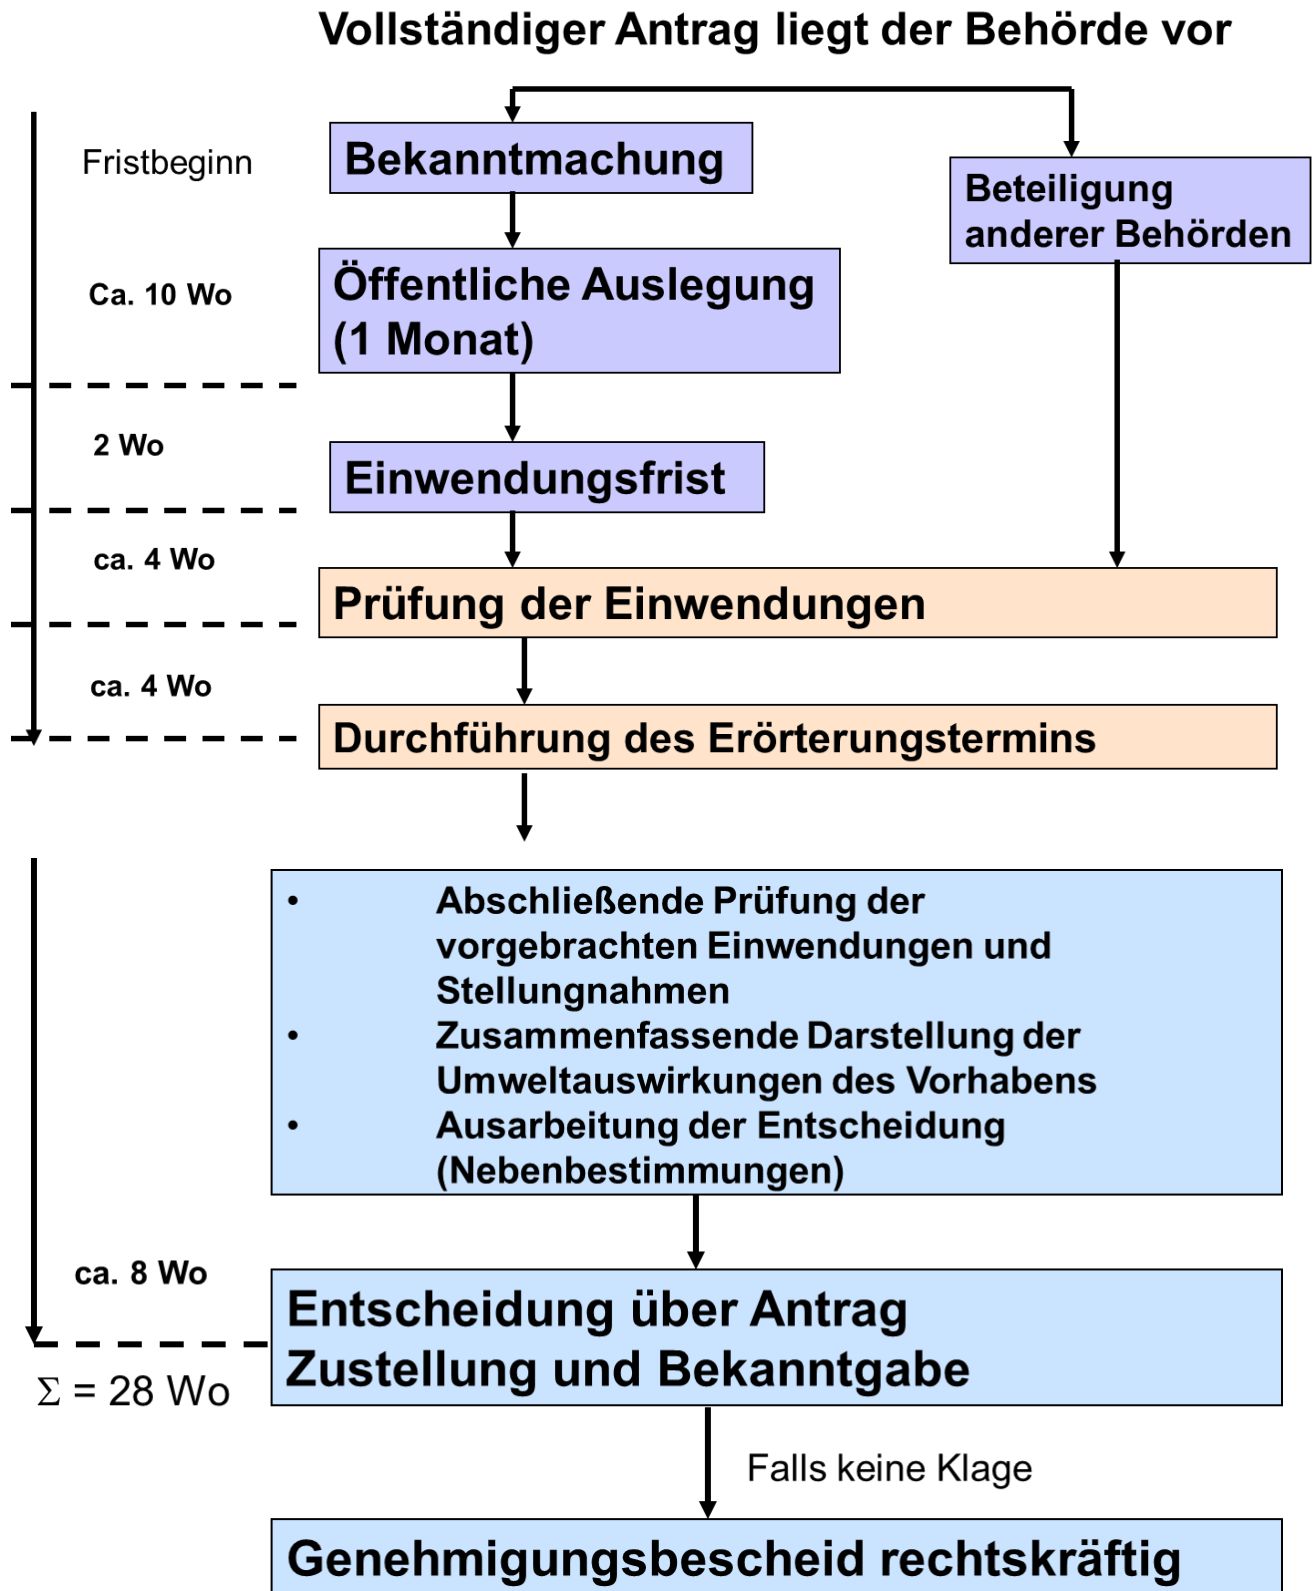 Vollständiger Antrag liegt der Behörde vor
Fristbeginn
Bekanntmachung
Beteiligung
anderer Behörden
Ca. 10 Wo
Öffentliche Auslegung
(1 Monat)
2 Wo
Einwendungsfrist
ca. 4 Wo
Prüfung der Einwendungen
ca. 4 Wo
Durchführung des Erörterungstermins
• Abschließende Prüfung der
vorgebrachten Einwendungen und
Stellungnahmen
• Zusammenfassende Darstellung der
Umweltauswirkungen des Vorhabens
• Ausarbeitung der Entscheidung
(Nebenbestimmungen)
ca. 8 Wo
Entscheidung über Antrag
Zustellung und Bekanntgabe
Σ = 28 Wo
Falls keine Klage
Genehmigungsbescheid rechtskräftig